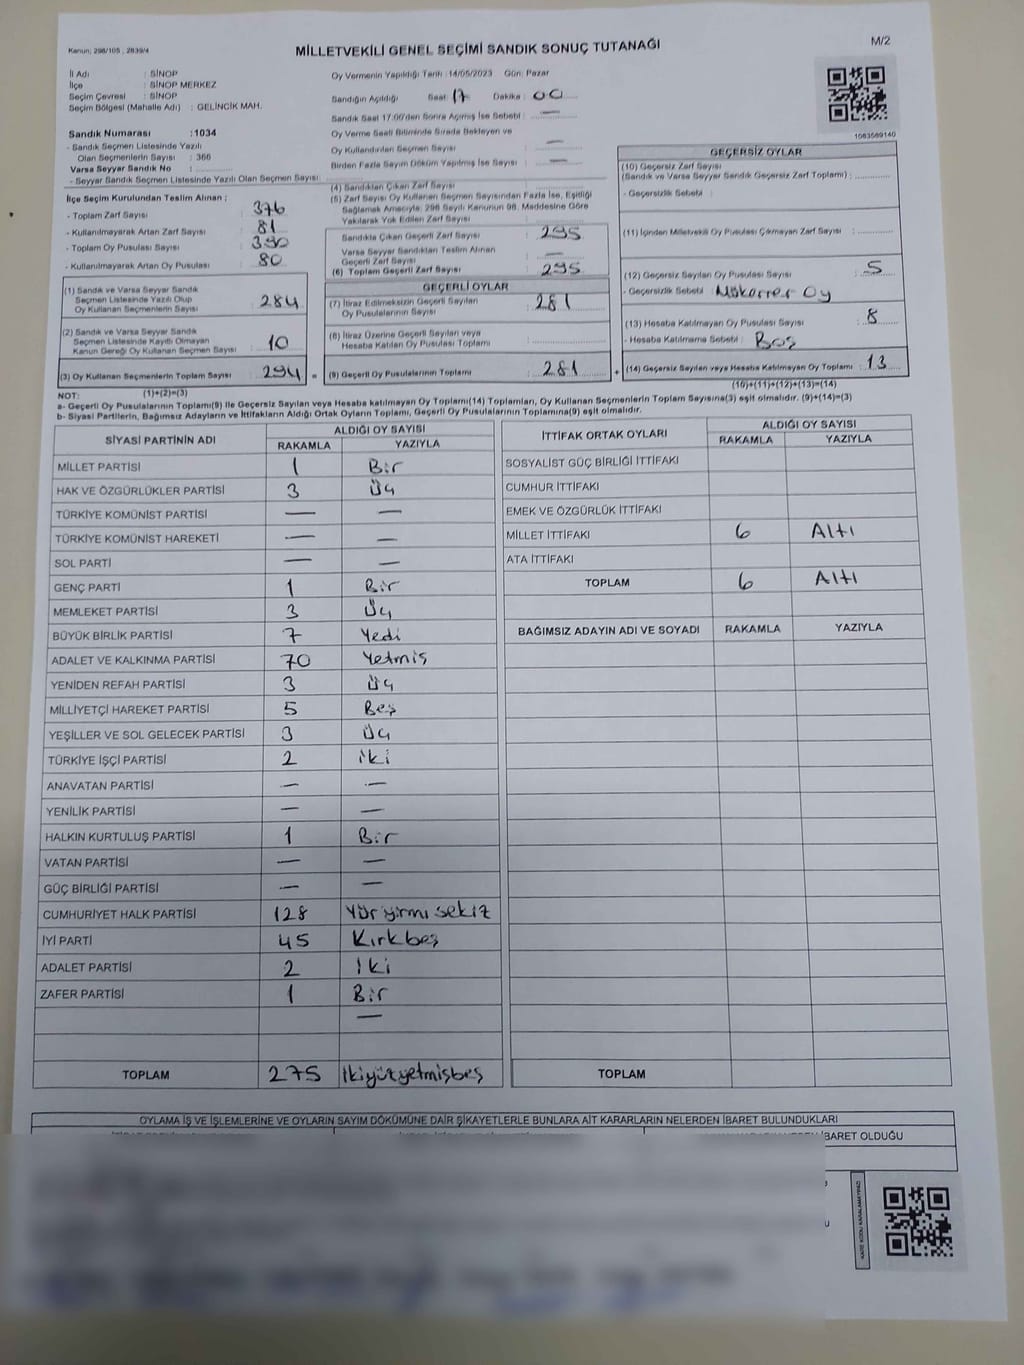 Kanun; 298/105 , 2839/4
MİLLETVEKİLİ GENEL SEÇİMİ SANDIK SONUÇ TUTANAĞI
M/2
İl Adı : SİNOP
İlçe : SİNOP MERKEZ
Seçim Çevresi : SİNOP
Seçim Bölgesi (Mahalle Adı) : GELİNCİK MAH.
Sandık Numarası :1034
- Sandık Seçmen Listesinde Yazılı
Olan Seçmenlerin Sayısı : 366
Varsa Seyyar Sandık No :
- Seyyar Sandık Seçmen Listesinde Yazılı Olan Seçmen Sayısı:
İlçe Seçim Kurulundan Teslim Alınan ;
- Toplam Zarf Sayısı : 376
- Kullanılmayarak Artan Zarf Sayısı : 81
- Toplam Oy Pusulası Sayısı : 390
- Kullanılmayarak Artan Oy Pusulası : 80
Oy Vermenin Yapıldığı Tarih :14/05/2023 Gün: Pazar
Sandığın Açıldığı Saat: 17 Dakika : 00
Sandık Saat 17:00'den Sonra Açılmış İse Sebebi : —
Oy Verme Saati Bitiminde Sırada Bekleyen ve
Oy Kullandırılan Seçmen Sayısı : —
Birden Fazla Sayım Döküm Yapılmış İse Sayısı : —
(4) Sandıktan Çıkan Zarf Sayısı :
(5) Zarf Sayısı Oy Kullanan Seçmen Sayısından Fazla İse, Eşitliği
Sağlamak Amacıyla; 298 Sayılı Kanunun 98. Maddesine Göre
Yakılarak Yok Edilen Zarf Sayısı :
Sandıkta Çıkan Geçerli Zarf Sayısı : 295
Varsa Seyyar Sandıktan Teslim Alınan
Geçerli Zarf Sayısı : —
(6) Toplam Geçerli Zarf Sayısı : 295
1083589140
GEÇERSİZ OYLAR
(10) Geçersiz Zarf Sayısı
(Sandık ve Varsa Seyyar Sandık Geçersiz Zarf Toplamı) :
- Geçersizlik Sebebi :
(11) İçinden Milletvekili Oy Pusulası Çıkmayan Zarf Sayısı :
(12) Geçersiz Sayılan Oy Pusulası Sayısı : 5
- Geçersizlik Sebebi : Mükerrer Oy
(13) Hesaba Katılmayan Oy Pusulası Sayısı : 8
- Hesaba Katılmama Sebebi : Boş
(14) Geçersiz Sayılan veya Hesaba Katılmayan Oy Toplamı : 13
(10)+(11)+(12)+(13)=(14)
(1) Sandık ve Varsa Seyyar Sandık
Seçmen Listesinde Yazılı Olup
Oy Kullanan Seçmenlerin Sayısı : 284
(2) Sandık ve Varsa Seyyar Sandık
Seçmen Listesinde Kayıtlı Olmayan
Kanun Gereği Oy Kullanan Seçmen Sayısı : 10
(3) Oy Kullanan Seçmenlerin Toplam Sayısı : 294 =
GEÇERLİ OYLAR
(7) İtiraz Edilmeksizin Geçerli Sayılan
Oy Pusulalarının Sayısı : 281
(8) İtiraz Üzerine Geçerli Sayılan veya
Hesaba Katılan Oy Pusulası Toplamı :
(9) Geçerli Oy Pusulalarının Toplamı : 281 +
NOT: (1)+(2)=(3)
a- Geçerli Oy Pusulalarının Toplamı(9) ile Geçersiz Sayılan veya Hesaba katılmayan Oy Toplamı(14) Toplamları, Oy Kullanan Seçmenlerin Toplam Sayısına(3) eşit olmalıdır. (9)+(14)=(3)
b- Siyasi Partilerin, Bağımsız Adayların ve İttifakların Aldığı Ortak Oyların Toplamı, Geçerli Oy Pusulalarının Toplamına(9) eşit olmalıdır.
SİYASİ PARTİNİN ADI ALDIĞI OY SAYISI
RAKAMLA YAZIYLA
MİLLET PARTİSİ 1 Bir
HAK VE ÖZGÜRLÜKLER PARTİSİ 3 Üç
TÜRKİYE KOMÜNİST PARTİSİ — —
TÜRKİYE KOMÜNİST HAREKETİ — —
SOL PARTİ — —
GENÇ PARTİ 1 Bir
MEMLEKET PARTİSİ 3 Üç
BÜYÜK BİRLİK PARTİSİ 7 Yedi
ADALET VE KALKINMA PARTİSİ 70 Yetmiş
YENİDEN REFAH PARTİSİ 3 Üç
MİLLİYETÇİ HAREKET PARTİSİ 5 Beş
YEŞİLLER VE SOL GELECEK PARTİSİ 3 Üç
TÜRKİYE İŞÇİ PARTİSİ 2 iki
ANAVATAN PARTİSİ — —
YENİLİK PARTİSİ — —
HALKIN KURTULUŞ PARTİSİ 1 Bir
VATAN PARTİSİ — —
GÜÇ BİRLİĞİ PARTİSİ — —
CUMHURİYET HALK PARTİSİ 128 Yüzyirmi sekiz
İYİ PARTİ 45 Kırkbeş
ADALET PARTİSİ 2 İki
ZAFER PARTİSİ 1 Bir
—
TOPLAM 275 İkiyüzyetmişbeş
İTTİFAK ORTAK OYLARI ALDIĞI OY SAYISI
RAKAMLA YAZIYLA
SOSYALİST GÜÇ BİRLİĞİ İTTİFAKI
CUMHUR İTTİFAKI
EMEK VE ÖZGÜRLÜK İTTİFAKI
MİLLET İTTİFAKI 6 Altı
ATA İTTİFAKI
TOPLAM 6 Altı
BAĞIMSIZ ADAYIN ADI VE SOYADI RAKAMLA YAZIYLA
TOPLAM
OYLAMA İŞ VE İŞLEMLERİNE VE OYLARIN SAYIM DÖKÜMÜNE DAİR ŞİKAYETLERLE BUNLARA AİT KARARLARIN NELERDEN İBARET BULUNDUKLARI
İBARET OLDUĞU
KARE KODU KARALAMAYINIZ!